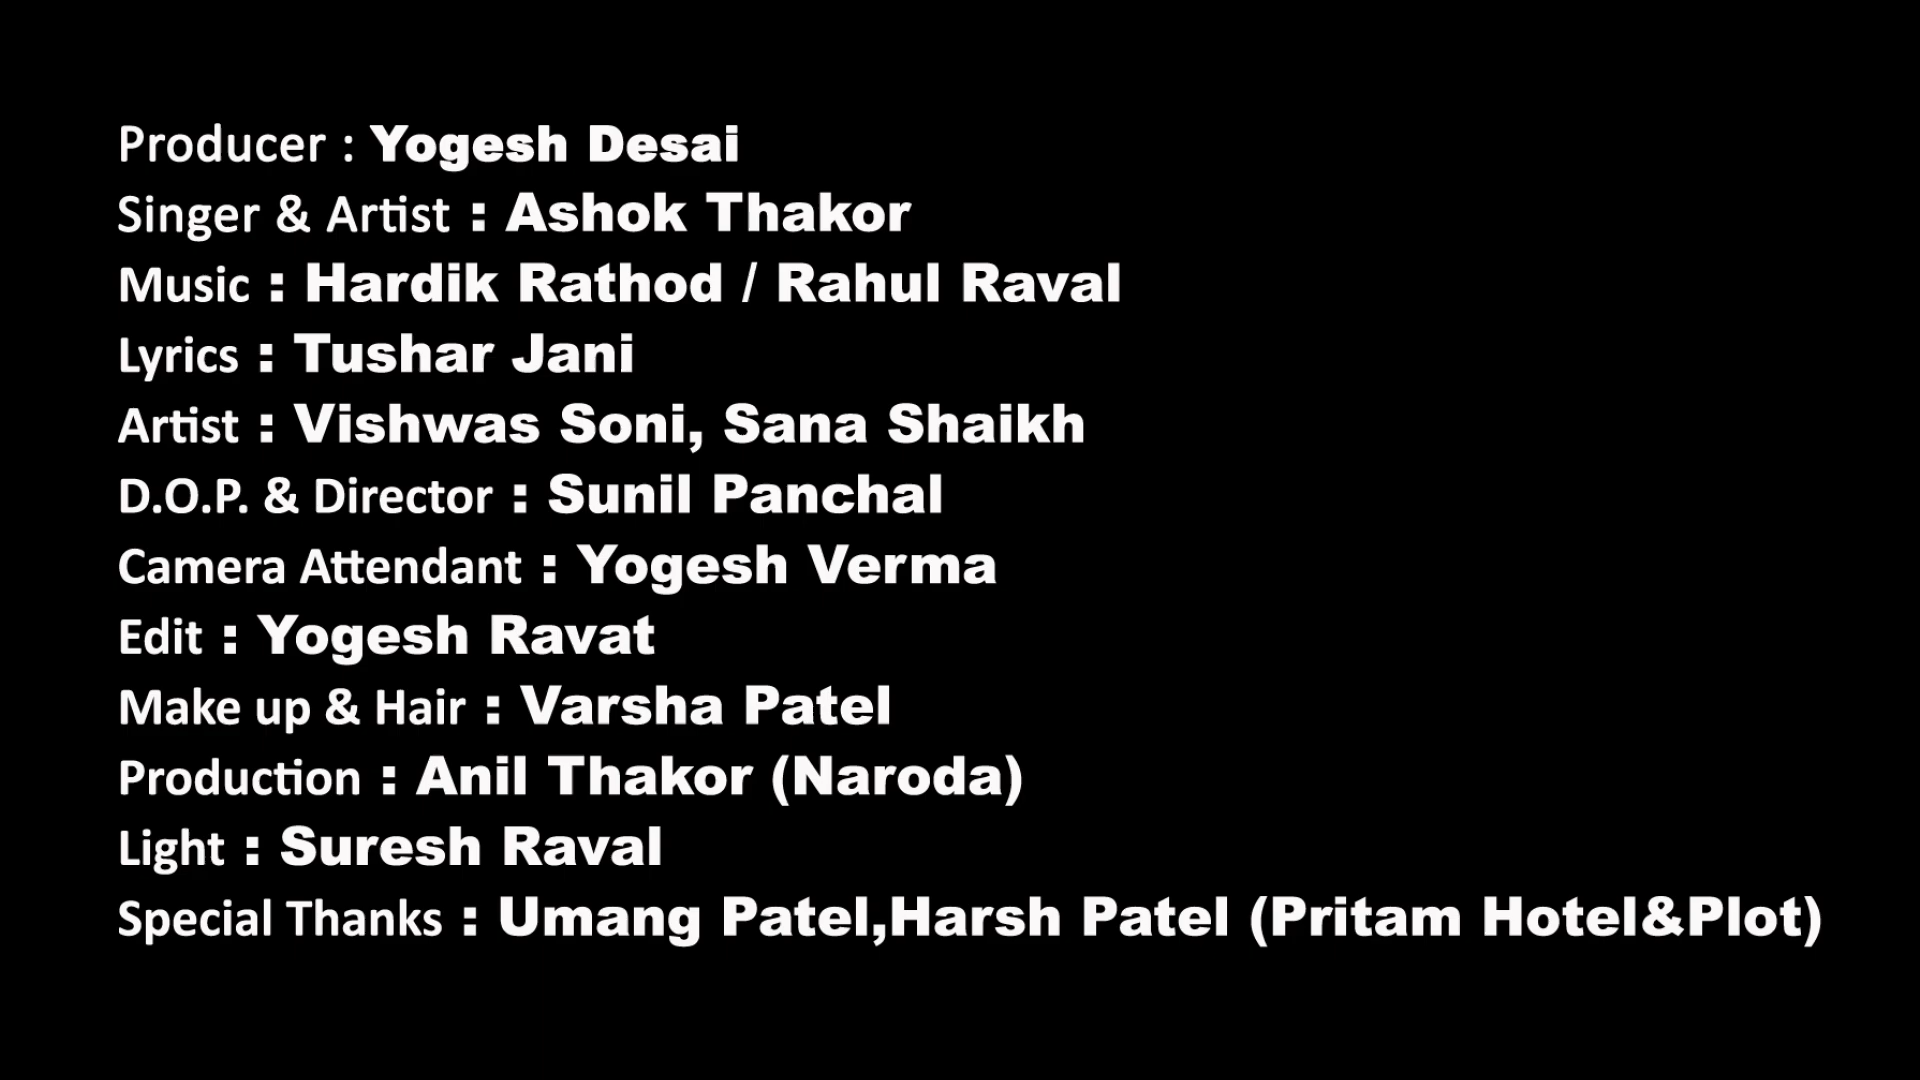 Producer : Yogesh Desai
Singer & Artist : Ashok Thakor
Music : Hardik Rathod / Rahul Raval
Lyrics : Tushar Jani
Artist : Vishwas Soni, Sana Shaikh
D.O.P. & Director : Sunil Panchal
Camera Attendant : Yogesh Verma
Edit : Yogesh Ravat
Make up & Hair : Varsha Patel
Production : Anil Thakor (Naroda)
Light : Suresh Raval
Special Thanks : Umang Patel,Harsh Patel (Pritam Hotel&Plot)